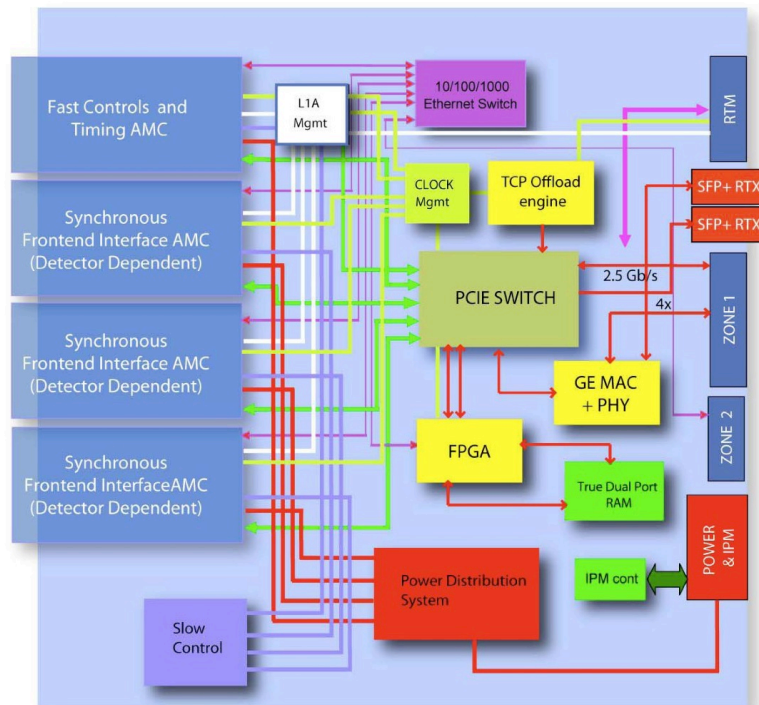 Fast Controls and
Timing AMC
L1A
Mgmt
10/100/1000
Ethernet Switch
RTM
CLOCK
Mgmt
TCP Offload
engine
SFP+ RTX
SFP+ RTX
Synchronous
Frontend Interface AMC
(Detector Dependent)
PCIE SWITCH
2.5 Gb/s
4x
ZONE 1
Synchronous
Frontend Interface AMC
(Detector Dependent)
GE MAC
+ PHY
ZONE 2
Synchronous
Frontend InterfaceAMC
(Detector Dependent)
FPGA
True Dual Port
RAM
POWER
& IPM
Power Distribution
System
IPM cont
Slow
Control